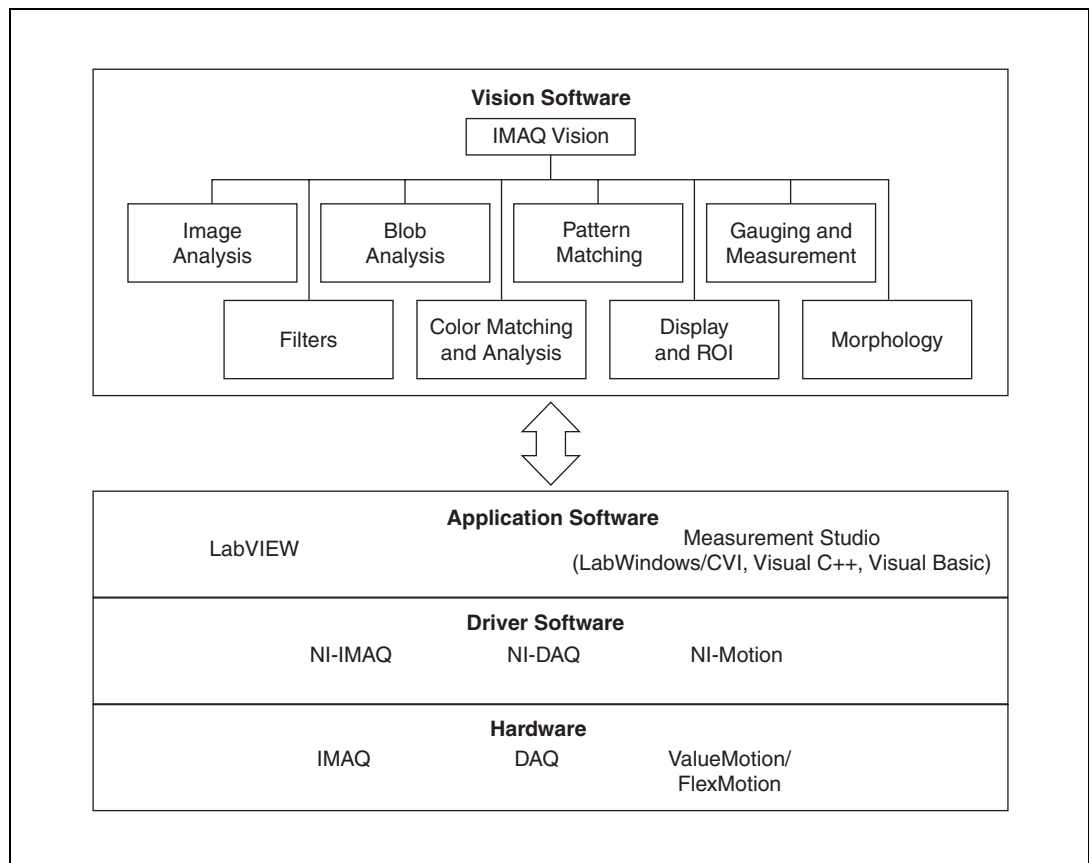 Vision Software
IMAQ Vision
Image
Analysis
Blob
Analysis
Pattern
Matching
Gauging and
Measurement
Filters
Color Matching
and Analysis
Display
and ROI
Morphology
Application Software
LabVIEW
Measurement Studio
(LabWindows/CVI, Visual C++, Visual Basic)
Driver Software
NI-IMAQ NI-DAQ NI-Motion
Hardware
IMAQ DAQ ValueMotion/
FlexMotion